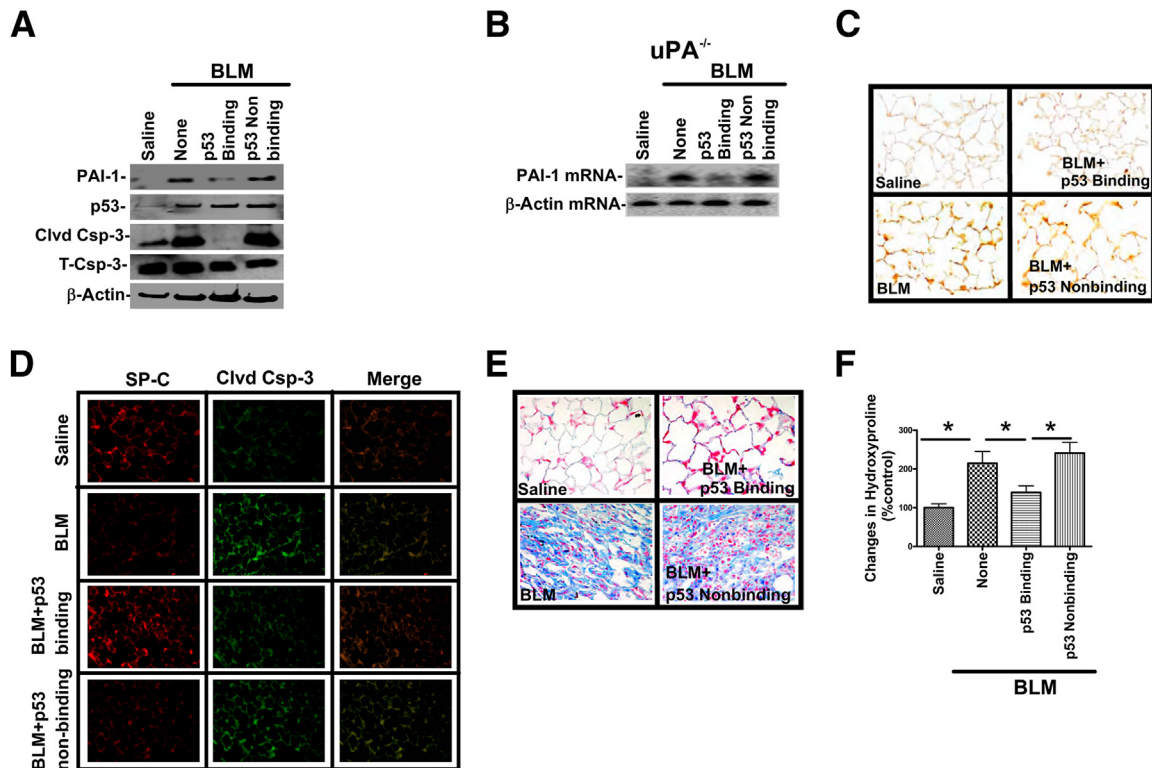 A
BLM
Saline
None
p53
Binding
p53 Non
binding
PAI-1-
p53-
Clvd Csp-3-
T-Csp-3-
β-Actin-
B
uPA-/-
BLM
Saline
None
p53
Binding
p53 Non
binding
PAI-1 mRNA-
β-Actin mRNA-
C
Saline
BLM+
p53 Binding
BLM
BLM+
p53 Nonbinding
D
SP-C
Clvd Csp-3
Merge
Saline
BLM
BLM+p53
binding
BLM+p53
non-binding
E
Saline
BLM+
p53 Binding
BLM
BLM+
p53 Nonbinding
F
Changes in Hydroxyproline
(%control)
300
200
100
0
*
*
*
Saline
None
p53 Binding
p53 Nonbinding
BLM